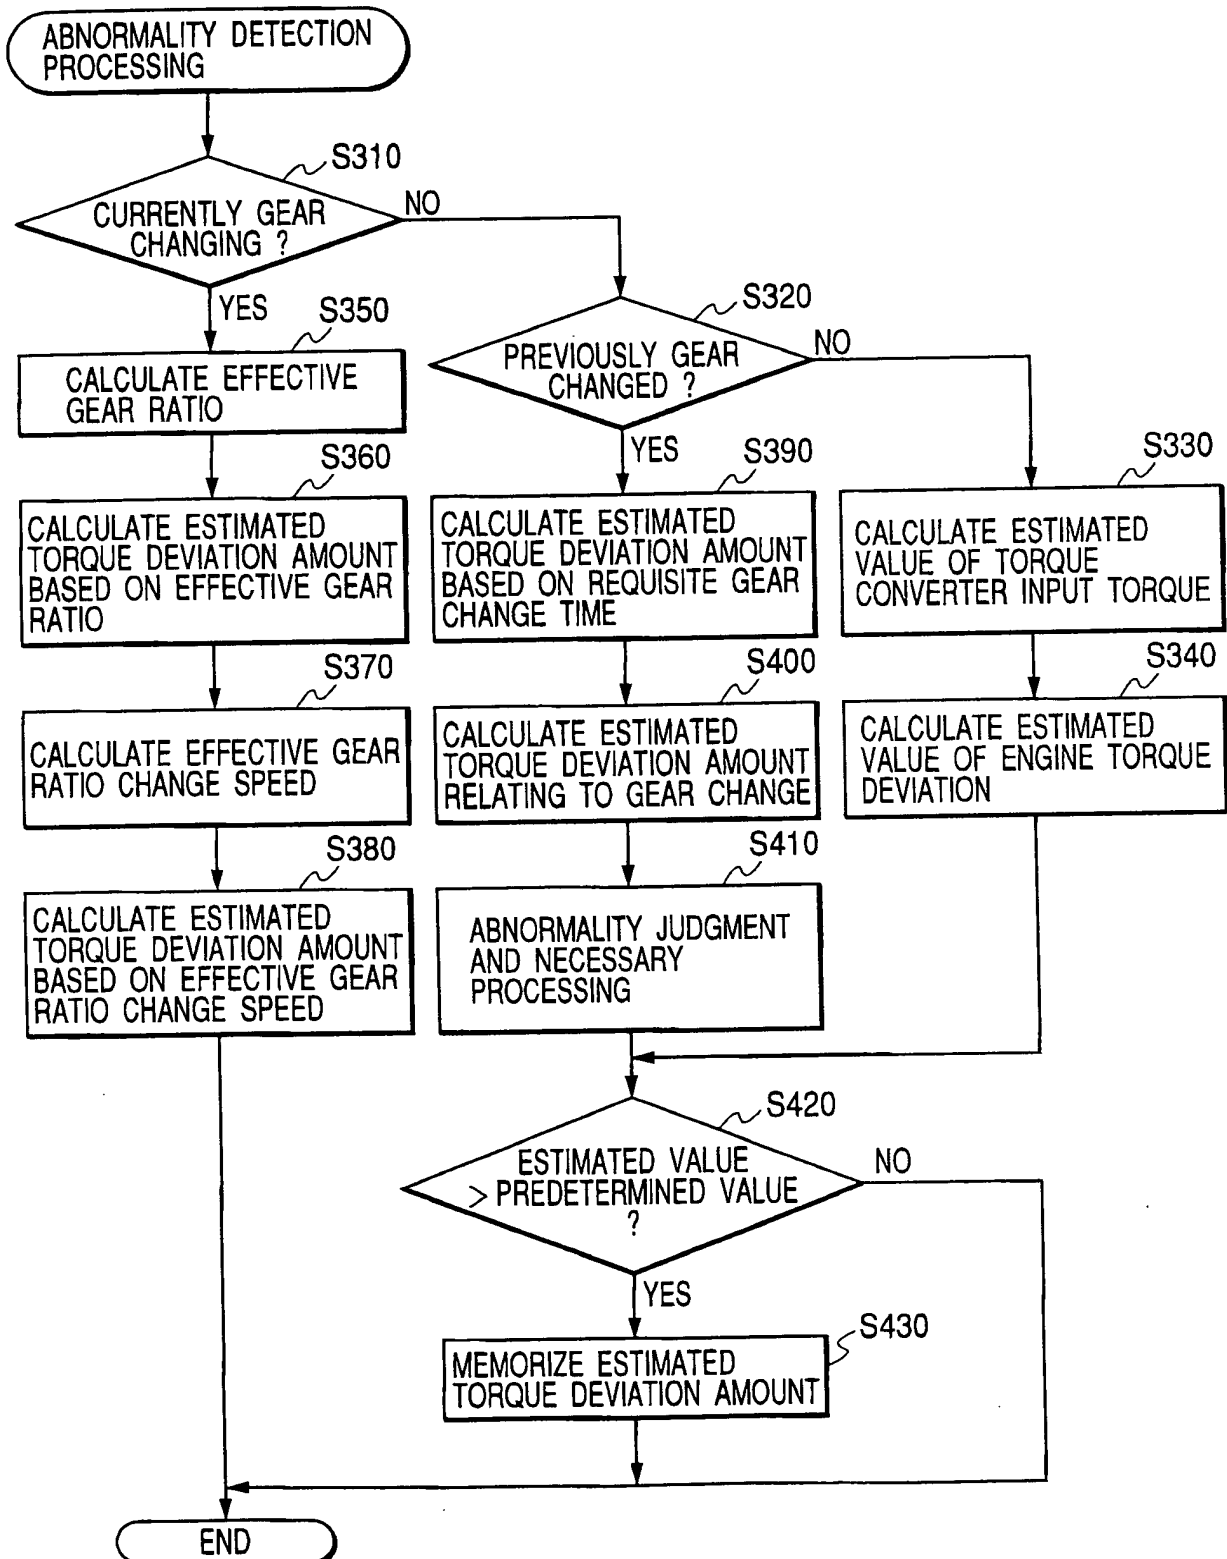 ABNORMALITY DETECTION
PROCESSING
S310
CURRENTLY GEAR
CHANGING ?
NO
YES
S350
CALCULATE EFFECTIVE
GEAR RATIO
S360
CALCULATE ESTIMATED
TORQUE DEVIATION AMOUNT
BASED ON EFFECTIVE GEAR
RATIO
S370
CALCULATE EFFECTIVE GEAR
RATIO CHANGE SPEED
S380
CALCULATE ESTIMATED
TORQUE DEVIATION AMOUNT
BASED ON EFFECTIVE GEAR
RATIO CHANGE SPEED
S320
PREVIOUSLY GEAR
CHANGED ?
NO
YES
S390
CALCULATE ESTIMATED
TORQUE DEVIATION AMOUNT
BASED ON REQUISITE GEAR
CHANGE TIME
S400
CALCULATE ESTIMATED
TORQUE DEVIATION AMOUNT
RELATING TO GEAR CHANGE
S410
ABNORMALITY JUDGMENT
AND NECESSARY
PROCESSING
S330
CALCULATE ESTIMATED
VALUE OF TORQUE
CONVERTER INPUT TORQUE
S340
CALCULATE ESTIMATED
VALUE OF ENGINE TORQUE
DEVIATION
S420
ESTIMATED VALUE
> PREDETERMINED VALUE
?
NO
YES
S430
MEMORIZE ESTIMATED
TORQUE DEVIATION AMOUNT
END